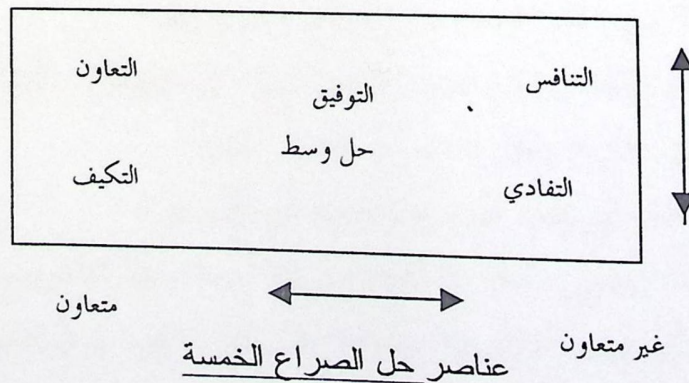 التنافس
التعاون
التوفيق
حل وسط
التفادي
التكيف
غير متعاون
متعاون
عناصر حل الصراع الخمسة